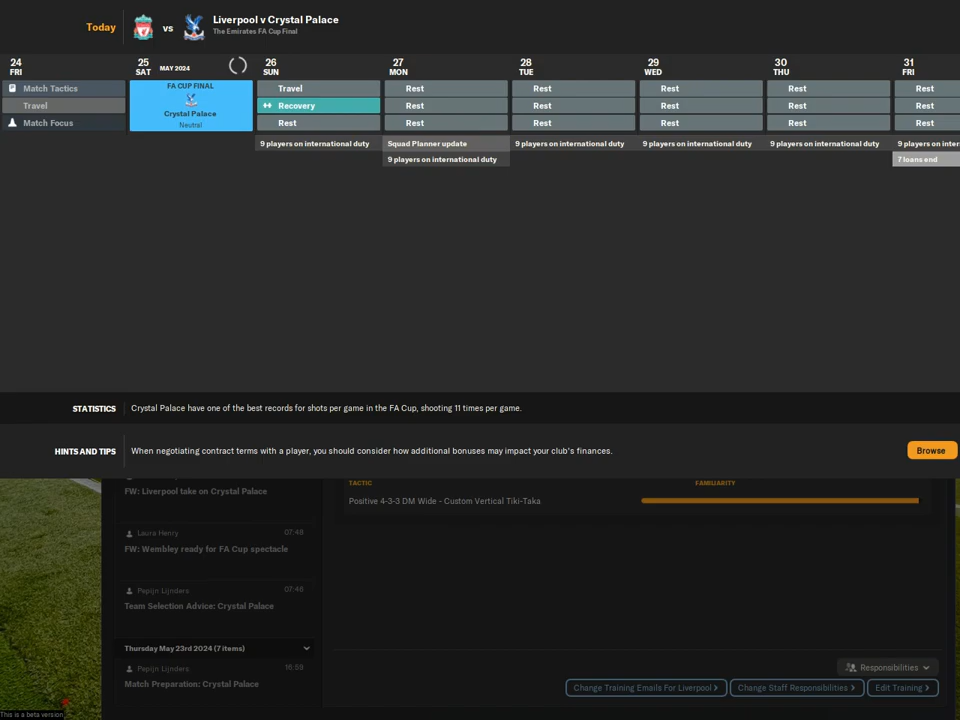 Liverpool v Crystal Palace
Today
vs
The Emirates FA Cup Final
24
FRI
25
SAT
MAY 2024
26
SUN
27
MON
28
TUE
29
WED
30
THU
31
FRI
Match Tactics
FA CUP FINAL
Travel
Rest
Rest
Rest
Rest
Rest
Travel
Crystal Palace
Recovery
Rest
Rest
Rest
Rest
Rest
Match Focus
Neutral
Rest
Rest
Rest
Rest
Rest
Rest
9 players on international duty
Squad Planner update
9 players on international duty
9 players on international duty
9 players on international duty
9 players on inter
9 players on international duty
7 loans end
STATISTICS
Crystal Palace have one of the best records for shots per game in the FA Cup, shooting 11 times per game.
HINTS AND TIPS
When negotiating contract terms with a player, you should consider how additional bonuses may impact your club's finances.
Browse
TACTIC
FAMILIARITY
FW: Liverpool take on Crystal Palace
Positive 4-3-3 DM Wide - Custom Vertical Tiki-Taka
Laura Henry
07:48
FW: Wembley ready for FA Cup spectacle
Pepijn Lijnders
07:46
Team Selection Advice: Crystal Palace
Thursday May 23rd 2024 (7 items)
Pepijn Lijnders
16:59
Responsibilities
Match Preparation: Crystal Palace
Change Training Emails For Liverpool >
Change Staff Responsibilities >
Edit Training >
This is a beta version